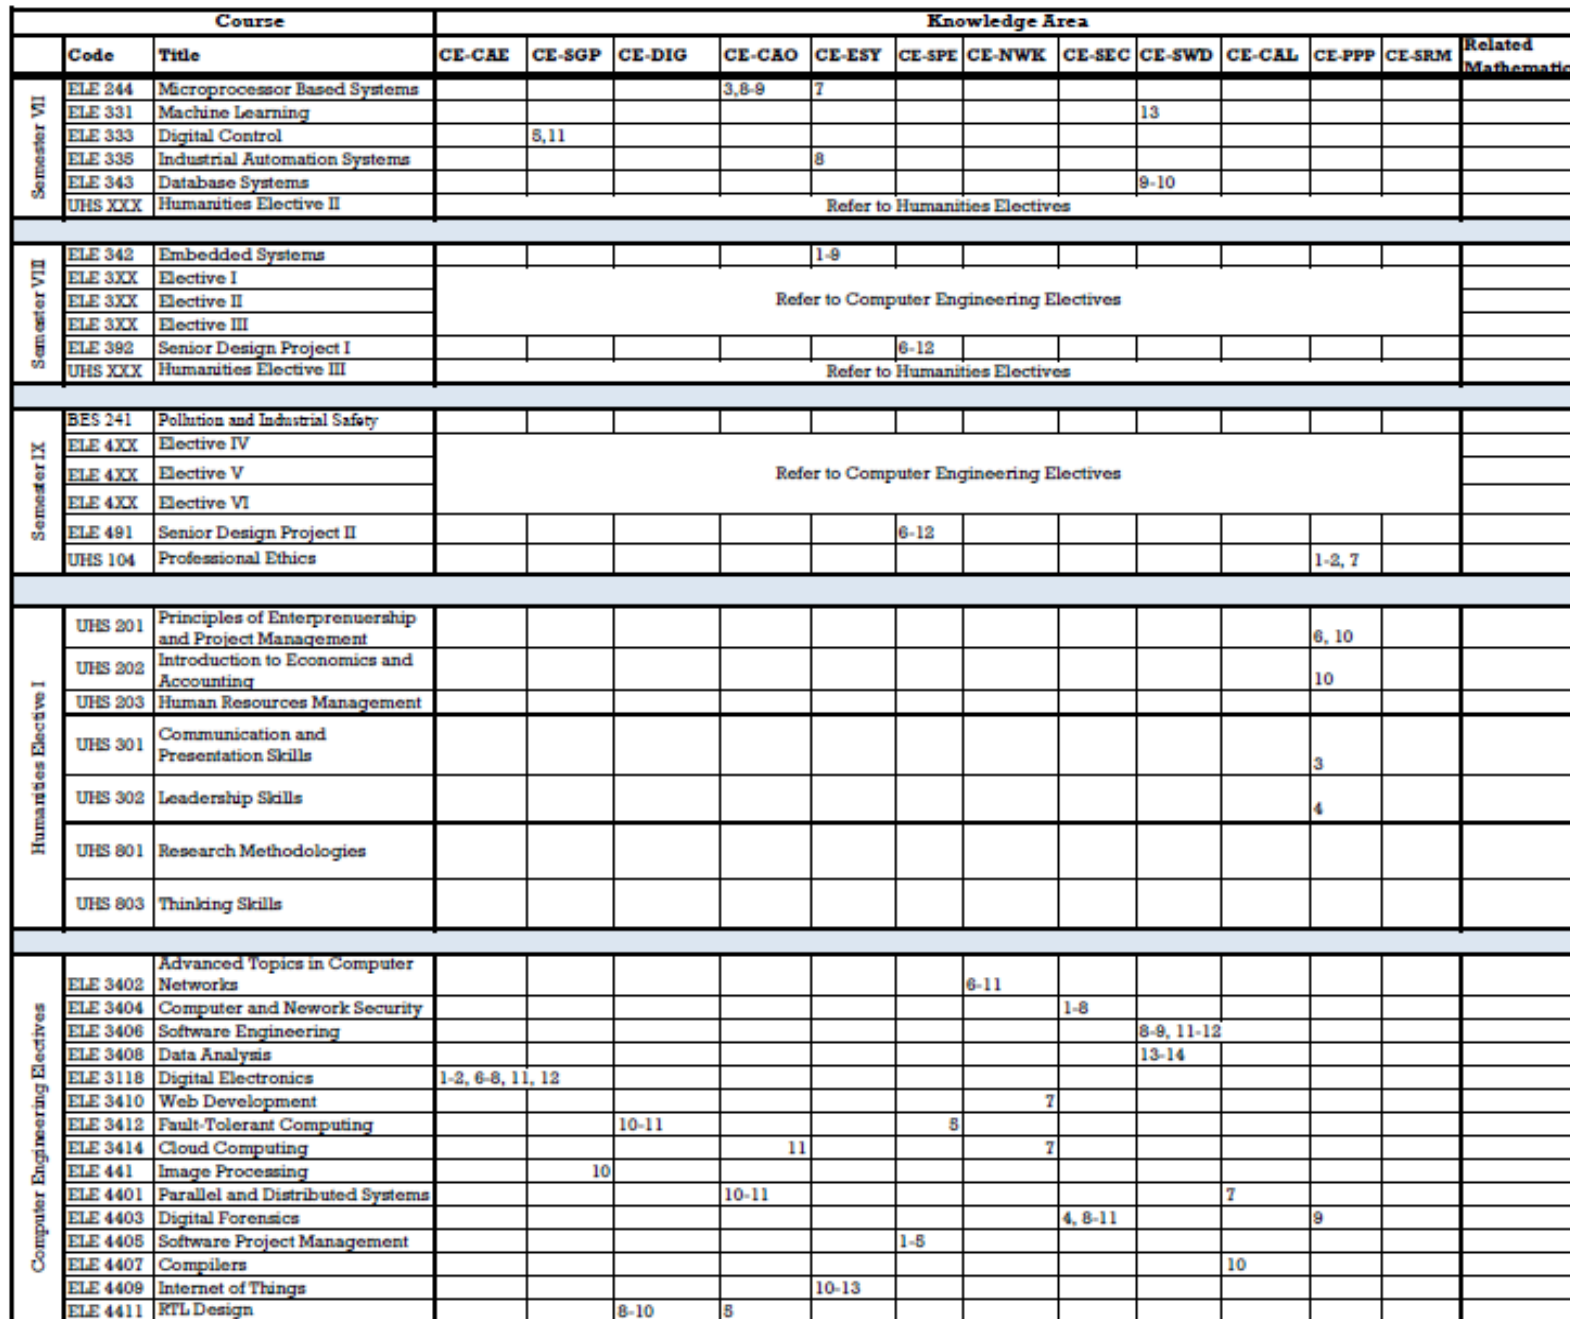 Course Knowledge Area
Code Title CE-CAE CE-SGP CE-DIG CE-CAO CE-ESY CE-SPE CE-NWK CE-SEC CE-SWD CE-CAL CE-PPP CE-SRM Related Mathematic
Semester VII
ELE 244 Microprocessor Based Systems 3,8-9 7
ELE 331 Machine Learning 13
ELE 333 Digital Control 5,11
ELE 335 Industrial Automation Systems 8
ELE 343 Database Systems 9-10
UHS XXX Humanities Elective II Refer to Humanities Electives
Semester VIII
ELE 342 Embedded Systems 1-9
ELE 3XX Elective I
ELE 3XX Elective II Refer to Computer Engineering Electives
ELE 3XX Elective III
ELE 392 Senior Design Project I 6-12
UHS XXX Humanities Elective III Refer to Humanities Electives
Semester IX
BES 241 Pollution and Industrial Safety
ELE 4XX Elective IV
ELE 4XX Elective V Refer to Computer Engineering Electives
ELE 4XX Elective VI
ELE 491 Senior Design Project II 6-12
UHS 104 Professional Ethics 1-2, 7
Humanities Elective I
UHS 201 Principles of Enterprenuership
and Project Management 6, 10
UHS 202 Introduction to Economics and
Accounting 10
UHS 203 Human Resources Management
UHS 301 Communication and
Presentation Skills 3
UHS 302 Leadership Skills 4
UHS 801 Research Methodologies
UHS 803 Thinking Skills
Computer Engineering Electives
Advanced Topics in Computer
ELE 3402 Networks 6-11
ELE 3404 Computer and Nework Security 1-8
ELE 3406 Software Engineering 8-9, 11-12
ELE 3408 Data Analysis 13-14
ELE 3118 Digital Electronics 1-2, 6-8, 11, 12
ELE 3410 Web Development 7
ELE 3412 Fault-Tolerant Computing 10-11 5
ELE 3414 Cloud Computing 11 7
ELE 441 Image Processing 10
ELE 4401 Parallel and Distributed Systems 10-11 7
ELE 4403 Digital Forensics 4, 8-11 9
ELE 4405 Software Project Management 1-5
ELE 4407 Compilers 10
ELE 4409 Internet of Things 10-13
ELE 4411 RTL Design 8-10 5